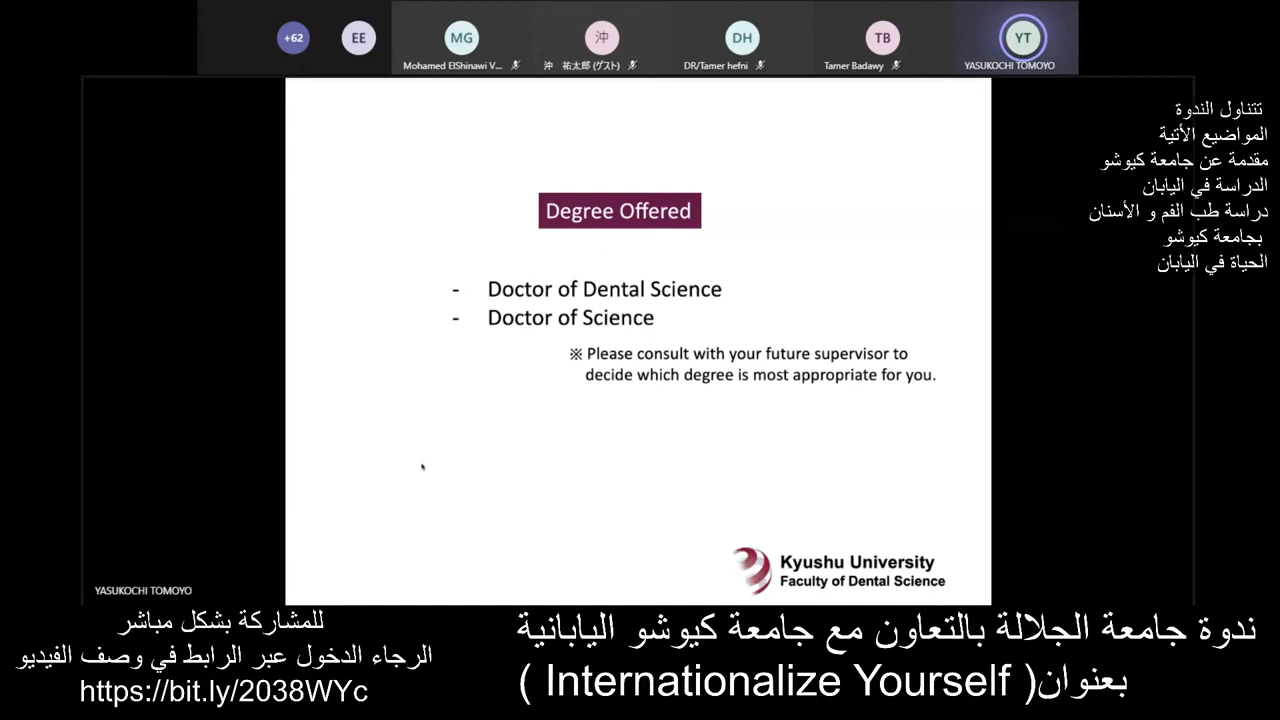 +62
EE
MG
沖
DH
TB
YT
Mohamed ElShinawi V...
沖 祐太郎 (ゲスト)
DR/Tamer hefni
Tamer Badawy
YASUKOCHI TOMOYO
تتناول الندوة
المواضيع الأتية
مقدمة عن جامعة كيوشو
الدراسة في اليابان
دراسة طب الفم و الأسنان
بجامعة كيوشو
الحياة في اليابان
Degree Offered
- Doctor of Dental Science
- Doctor of Science
※ Please consult with your future supervisor to
decide which degree is most appropriate for you.
Kyushu University
Faculty of Dental Science
YASUKOCHI TOMOYO
للمشاركة بشكل مباشر
الرجاء الدخول عبر الرابط في وصف الفيديو
https://bit.ly/2038WYc
ندوة جامعة الجلالة بالتعاون مع جامعة كيوشو اليابانية
بعنوان( Internationalize Yourself )